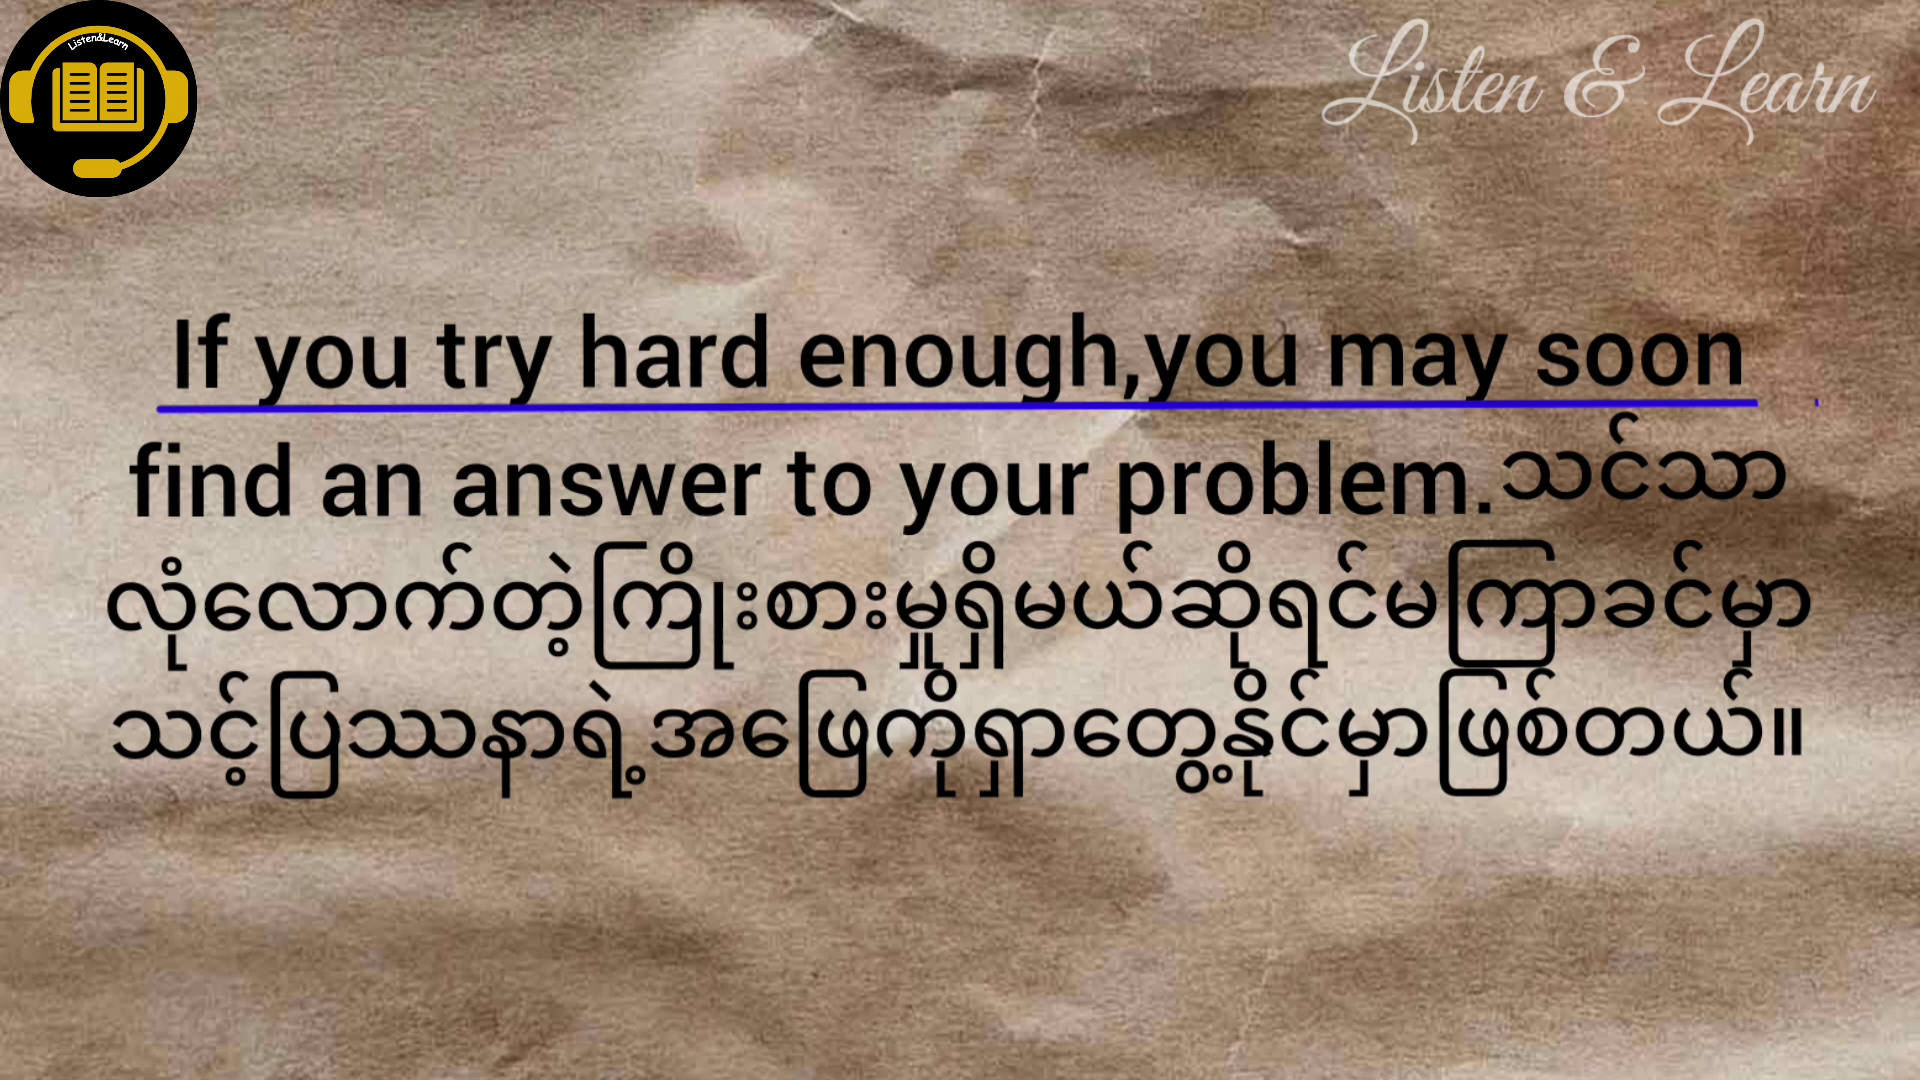 Listen&Learn
Listen & Learn
If you try hard enough,you may soon
find an answer to your problem.သင်သာ
လုံလောက်တဲ့ကြိုးစားမှုရှိမယ်ဆိုရင်မကြာခင်မှာ
သင့်ပြဿနာရဲ့အဖြေကိုရှာတွေ့နိုင်မှာဖြစ်တယ်။